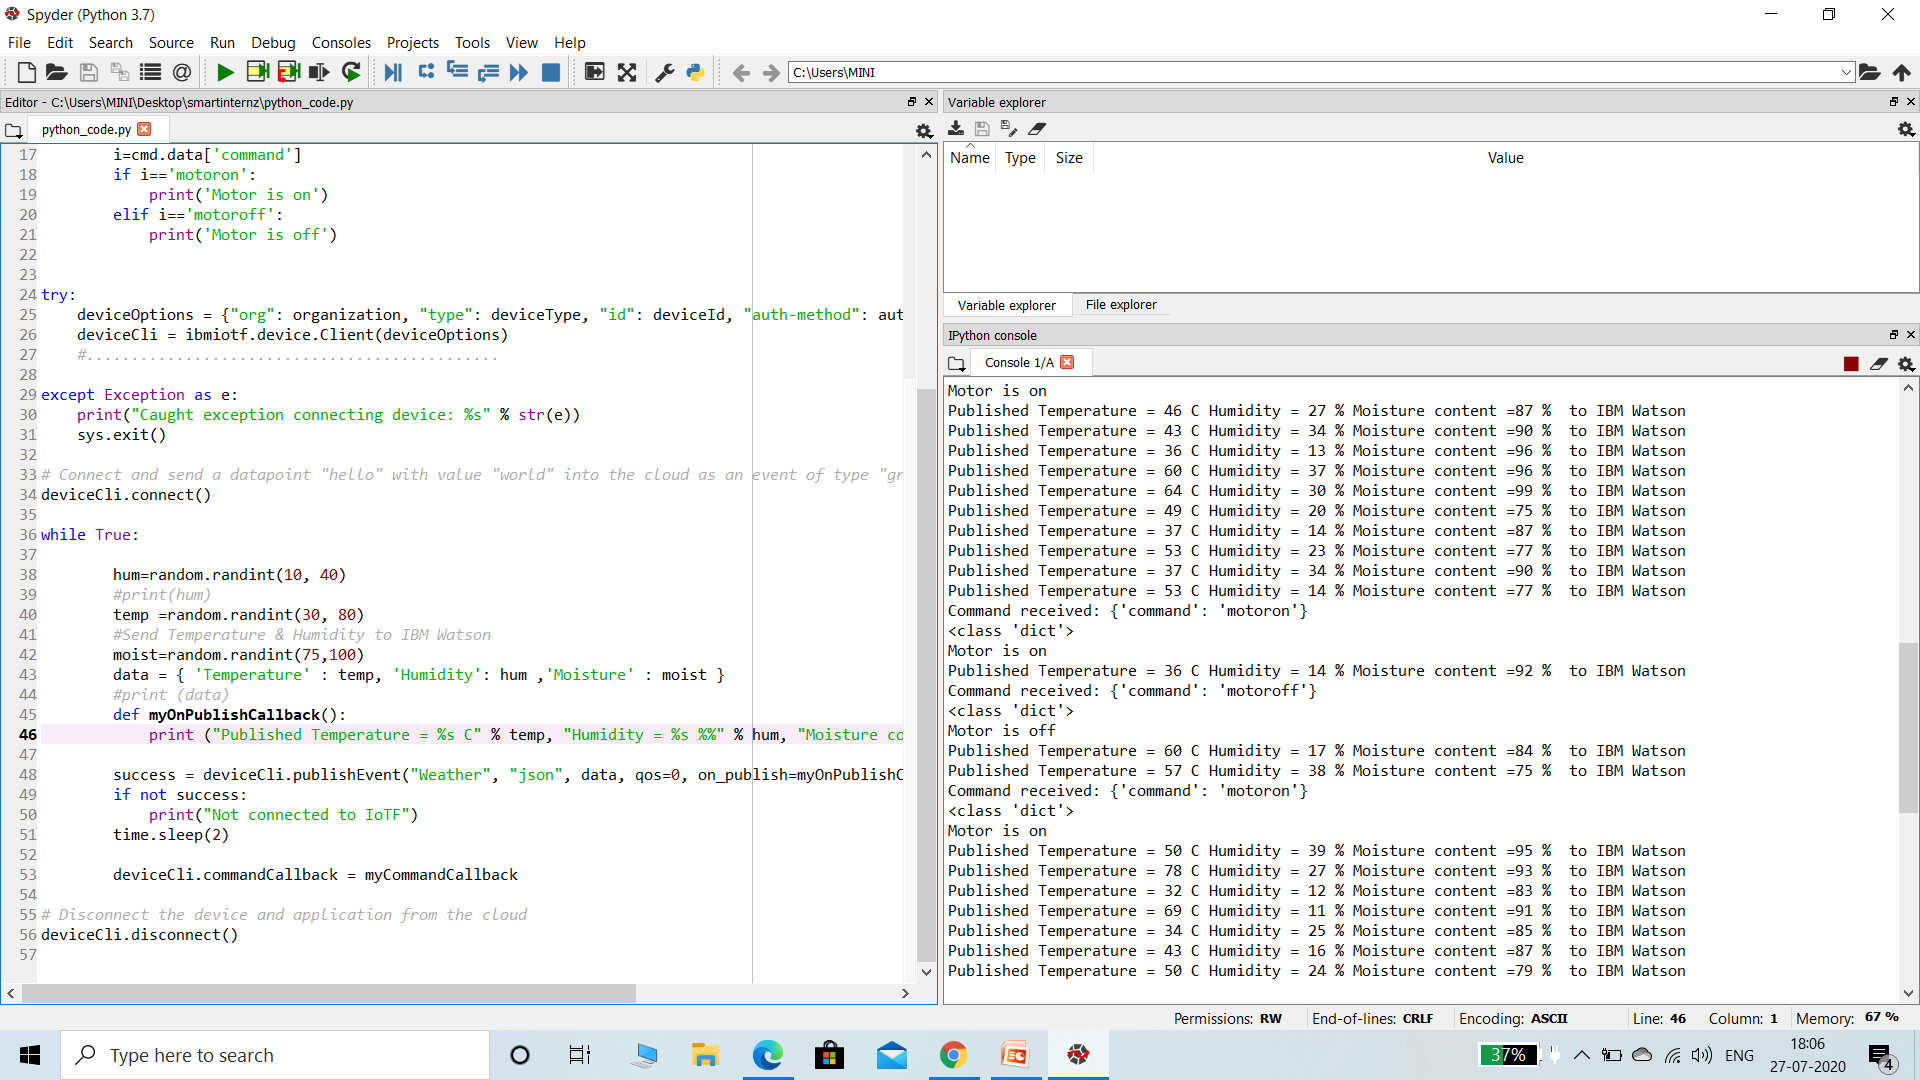 Spyder (Python 3.7)
File Edit Search Source Run Debug Consoles Projects Tools View Help
C:\Users\MINI
Editor - C:\Users\MINI\Desktop\smartinternz\python_code.py
python_code.py
17 i=cmd.data['command']
18 if i=='motoron':
19 print('Motor is on')
20 elif i=='motoroff':
21 print('Motor is off')
22
23
24 try:
25 deviceOptions = {"org": organization, "type": deviceType, "id": deviceId, "auth-method": aut
26 deviceCli = ibmiotf.device.Client(deviceOptions)
27 #..............................................
28
29 except Exception as e:
30 print("Caught exception connecting device: %s" % str(e))
31 sys.exit()
32
33 # Connect and send a datapoint "hello" with value "world" into the cloud as an event of type "gr
34 deviceCli.connect()
35
36 while True:
37
38 hum=random.randint(10, 40)
39 #print(hum)
40 temp =random.randint(30, 80)
41 #Send Temperature & Humidity to IBM Watson
42 moist=random.randint(75,100)
43 data = { 'Temperature' : temp, 'Humidity': hum ,'Moisture' : moist }
44 #print (data)
45 def myOnPublishCallback():
46 print ("Published Temperature = %s C" % temp, "Humidity = %s %%" % hum, "Moisture co
47
48 success = deviceCli.publishEvent("Weather", "json", data, qos=0, on_publish=myOnPublishC
49 if not success:
50 print("Not connected to IoTF")
51 time.sleep(2)
52
53 deviceCli.commandCallback = myCommandCallback
54
55 # Disconnect the device and application from the cloud
56 deviceCli.disconnect()
57
Variable explorer
Name Type Size Value
Variable explorer File explorer
IPython console
Console 1/A
Motor is on
Published Temperature = 46 C Humidity = 27 % Moisture content =87 %  to IBM Watson
Published Temperature = 43 C Humidity = 34 % Moisture content =90 %  to IBM Watson
Published Temperature = 36 C Humidity = 13 % Moisture content =96 %  to IBM Watson
Published Temperature = 60 C Humidity = 37 % Moisture content =96 %  to IBM Watson
Published Temperature = 64 C Humidity = 30 % Moisture content =99 %  to IBM Watson
Published Temperature = 49 C Humidity = 20 % Moisture content =75 %  to IBM Watson
Published Temperature = 37 C Humidity = 14 % Moisture content =87 %  to IBM Watson
Published Temperature = 53 C Humidity = 23 % Moisture content =77 %  to IBM Watson
Published Temperature = 37 C Humidity = 34 % Moisture content =90 %  to IBM Watson
Published Temperature = 53 C Humidity = 14 % Moisture content =77 %  to IBM Watson
Command received: {'command': 'motoron'}
<class 'dict'>
Motor is on
Published Temperature = 36 C Humidity = 14 % Moisture content =92 %  to IBM Watson
Command received: {'command': 'motoroff'}
<class 'dict'>
Motor is off
Published Temperature = 60 C Humidity = 17 % Moisture content =84 %  to IBM Watson
Published Temperature = 57 C Humidity = 38 % Moisture content =75 %  to IBM Watson
Command received: {'command': 'motoron'}
<class 'dict'>
Motor is on
Published Temperature = 50 C Humidity = 39 % Moisture content =95 %  to IBM Watson
Published Temperature = 78 C Humidity = 27 % Moisture content =93 %  to IBM Watson
Published Temperature = 32 C Humidity = 12 % Moisture content =83 %  to IBM Watson
Published Temperature = 69 C Humidity = 11 % Moisture content =91 %  to IBM Watson
Published Temperature = 34 C Humidity = 25 % Moisture content =85 %  to IBM Watson
Published Temperature = 43 C Humidity = 16 % Moisture content =87 %  to IBM Watson
Published Temperature = 50 C Humidity = 24 % Moisture content =79 %  to IBM Watson
Permissions: RW End-of-lines: CRLF Encoding: ASCII Line: 46 Column: 1 Memory: 67 %
Type here to search
37%
ENG
18:06
27-07-2020
4